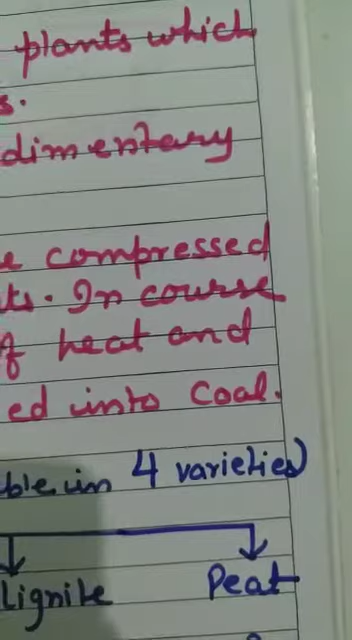 plants which
s.
dimentary
e compressed
ts. In course
f heat and
ed into Coal.
ble in 4 varieties)
Lignite Peat